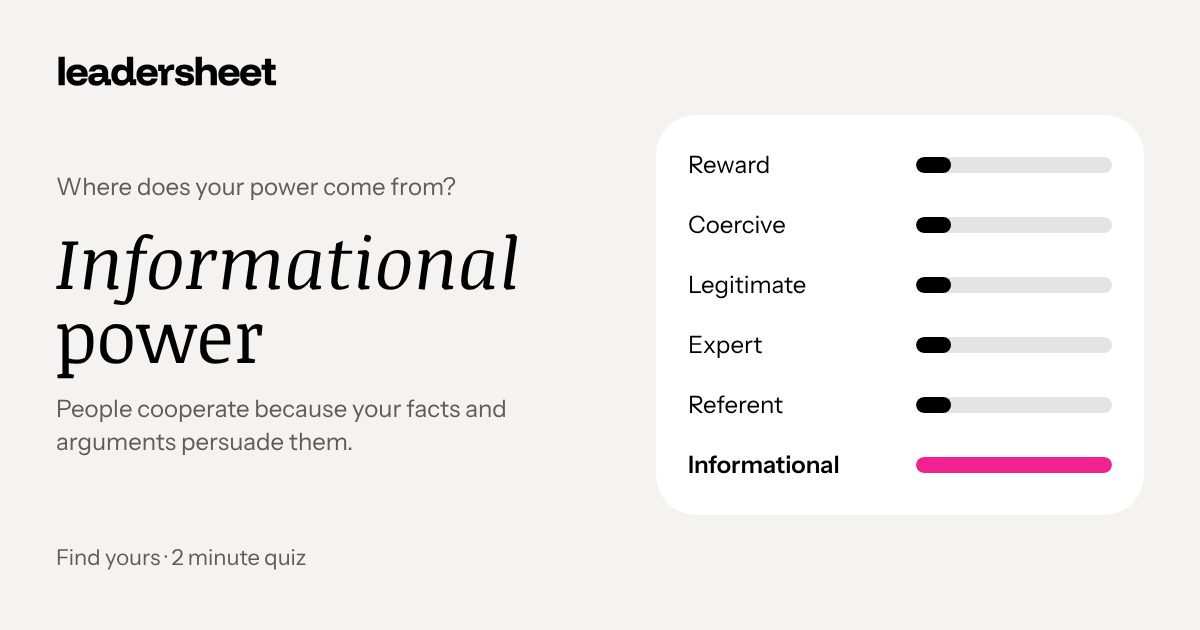 leadersheet
Where does your power come from?
Informational
power
People cooperate because your facts and
arguments persuade them.
Find yours · 2 minute quiz
Reward
Coercive
Legitimate
Expert
Referent
Informational